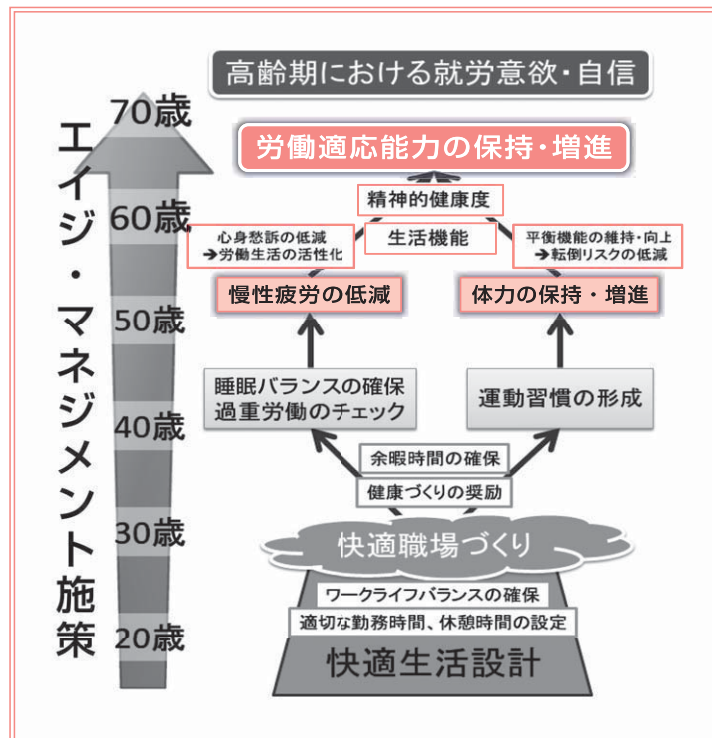 高齢期における就労意欲・自信
労働適応能力の保持・増進
精神的健康度
生活機能
心身愁訴の低減
→労働生活の活性化
平衡機能の維持・向上
→転倒リスクの低減
慢性疲労の低減
体力の保持・増進
睡眠バランスの確保
過重労働のチェック
運動習慣の形成
余暇時間の確保
健康づくりの奨励
快適職場づくり
ワークライフバランスの確保
適切な勤務時間、休憩時間の設定
快適生活設計
エイジ・マネジメント施策
70歳
60歳
50歳
40歳
30歳
20歳